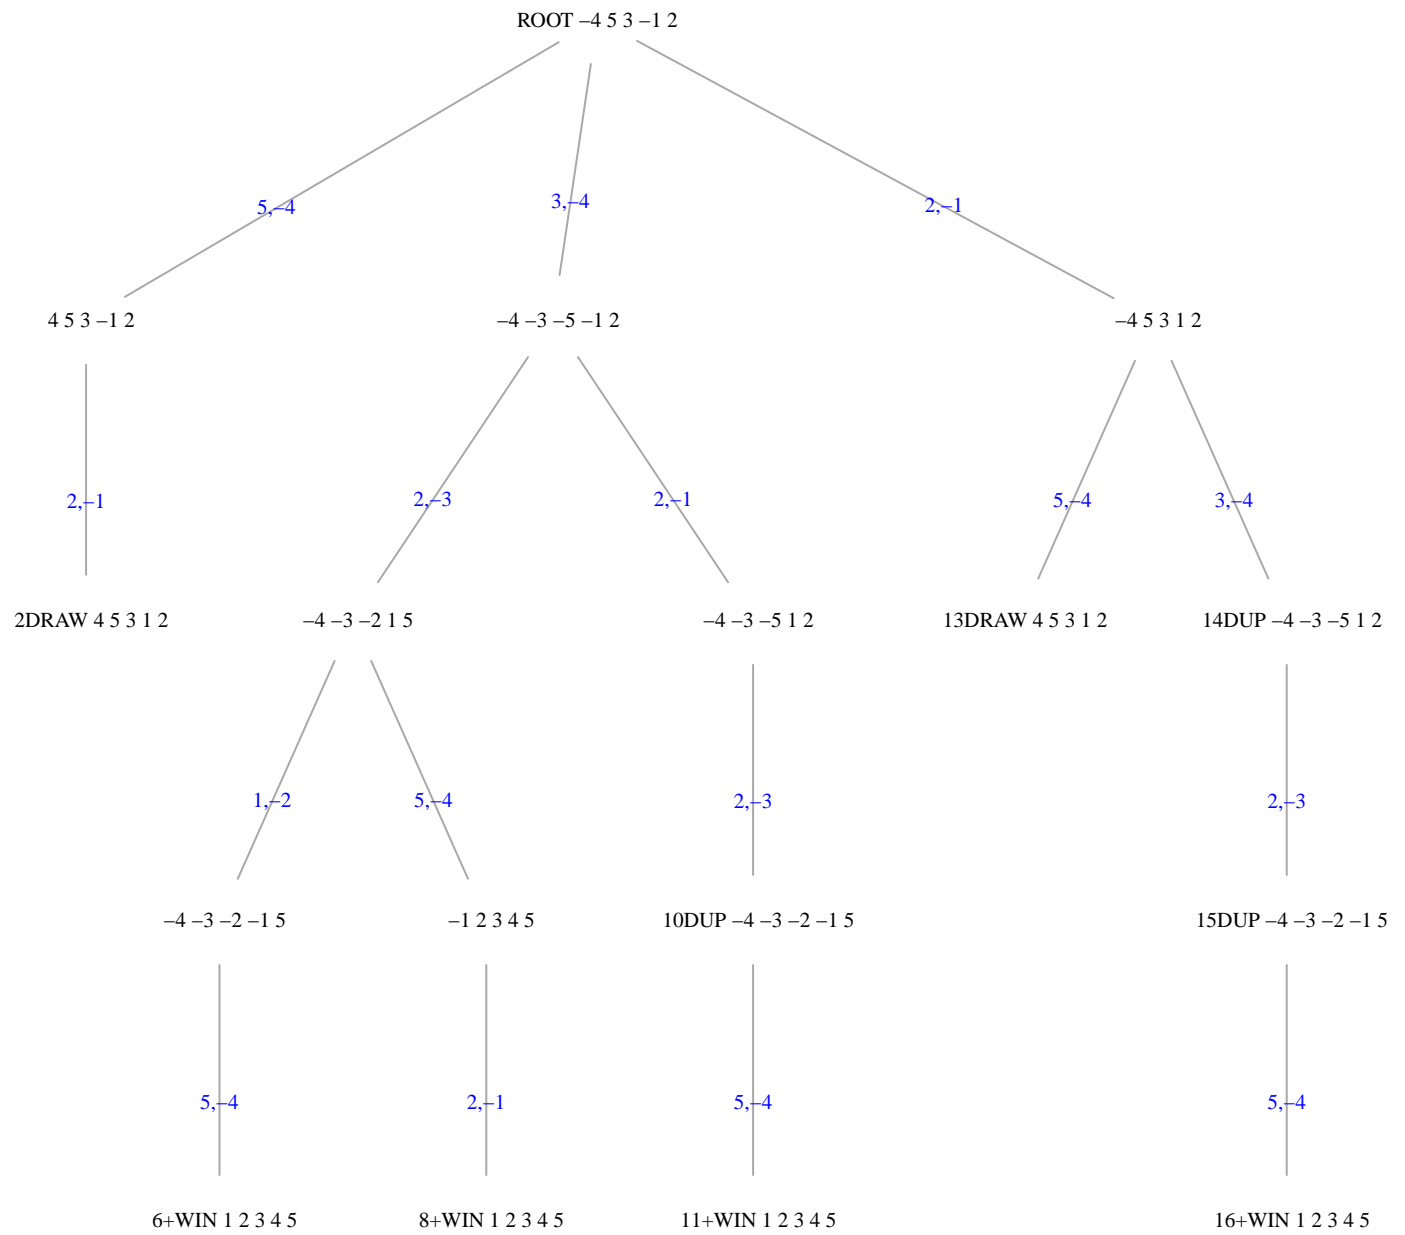 ROOT –4 5 3 –1 2
5,–4
3,–4
2,–1
4 5 3 –1 2
–4 –3 –5 –1 2
–4 5 3 1 2
2,–1
2,–3
2,–1
5,–4
3,–4
2DRAW 4 5 3 1 2
–4 –3 –2 1 5
–4 –3 –5 1 2
13DRAW 4 5 3 1 2
14DUP –4 –3 –5 1 2
1,–2
5,–4
2,–3
2,–3
–4 –3 –2 –1 5
–1 2 3 4 5
10DUP –4 –3 –2 –1 5
15DUP –4 –3 –2 –1 5
5,–4
2,–1
5,–4
5,–4
6+WIN 1 2 3 4 5
8+WIN 1 2 3 4 5
11+WIN 1 2 3 4 5
16+WIN 1 2 3 4 5